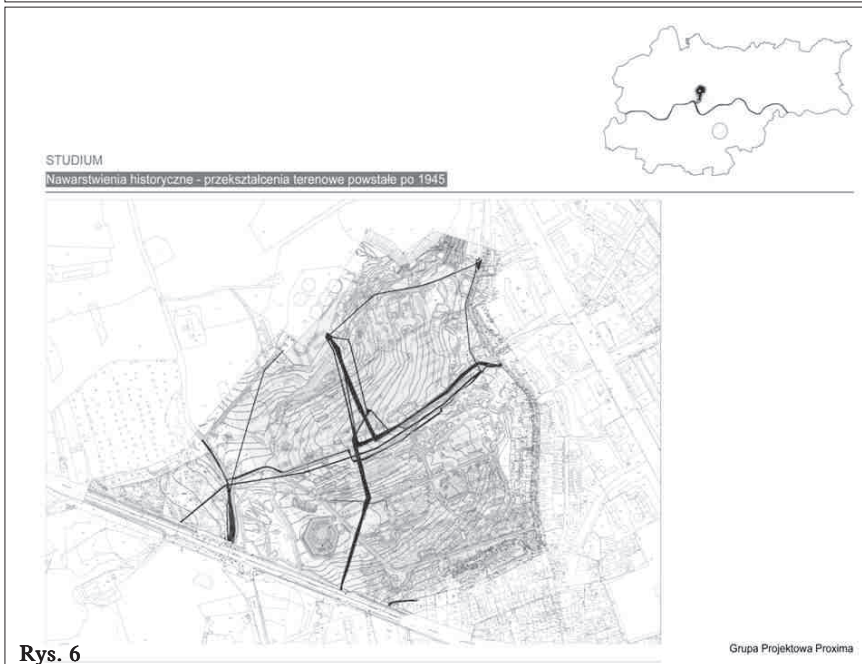 STUDIUM
Nawarstwienia historyczne - przekształcenia terenowe powstałe po 1945
Rys. 6
Grupa Projektowa Proxima